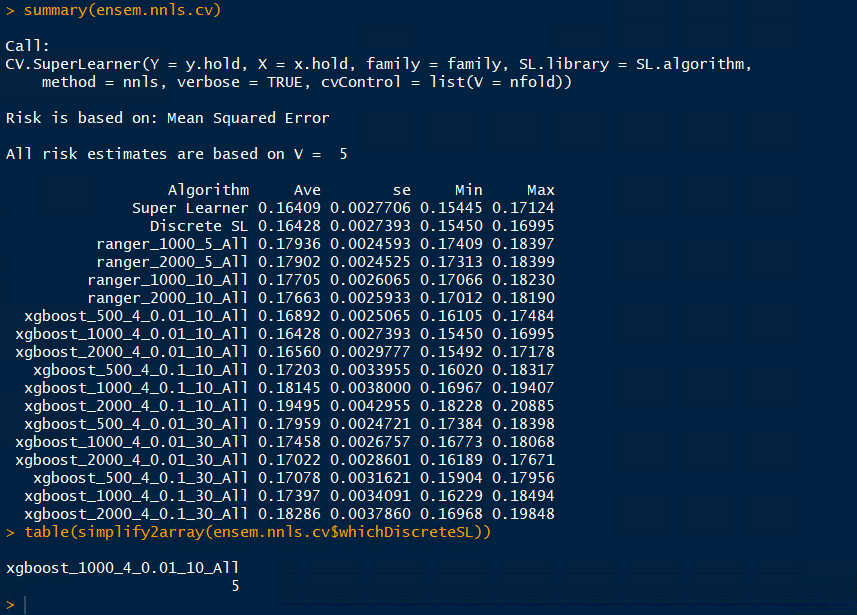 > summary(ensem.nnls.cv)
Call:
CV.SuperLearner(Y = y.hold, X = x.hold, family = family, SL.library = SL.algorithm,
    method = nnls, verbose = TRUE, cvControl = list(V = nfold))
Risk is based on: Mean Squared Error
All risk estimates are based on V =  5
                  Algorithm     Ave        se     Min     Max
              Super Learner 0.16409 0.0027706 0.15445 0.17124
                Discrete SL 0.16428 0.0027393 0.15450 0.16995
          ranger_1000_5_All 0.17936 0.0024593 0.17409 0.18397
          ranger_2000_5_All 0.17902 0.0024525 0.17313 0.18399
         ranger_1000_10_All 0.17705 0.0026065 0.17066 0.18230
         ranger_2000_10_All 0.17663 0.0025933 0.17012 0.18190
  xgboost_500_4_0.01_10_All 0.16892 0.0025065 0.16105 0.17484
 xgboost_1000_4_0.01_10_All 0.16428 0.0027393 0.15450 0.16995
 xgboost_2000_4_0.01_10_All 0.16560 0.0029777 0.15492 0.17178
   xgboost_500_4_0.1_10_All 0.17203 0.0033955 0.16020 0.18317
  xgboost_1000_4_0.1_10_All 0.18145 0.0038000 0.16967 0.19407
  xgboost_2000_4_0.1_10_All 0.19495 0.0042955 0.18228 0.20885
  xgboost_500_4_0.01_30_All 0.17959 0.0024721 0.17384 0.18398
 xgboost_1000_4_0.01_30_All 0.17458 0.0026757 0.16773 0.18068
 xgboost_2000_4_0.01_30_All 0.17022 0.0028601 0.16189 0.17671
   xgboost_500_4_0.1_30_All 0.17078 0.0031621 0.15904 0.17956
  xgboost_1000_4_0.1_30_All 0.17397 0.0034091 0.16229 0.18494
  xgboost_2000_4_0.1_30_All 0.18286 0.0037860 0.16968 0.19848
> table(simplify2array(ensem.nnls.cv$whichDiscreteSL))
xgboost_1000_4_0.01_10_All
                         5
>